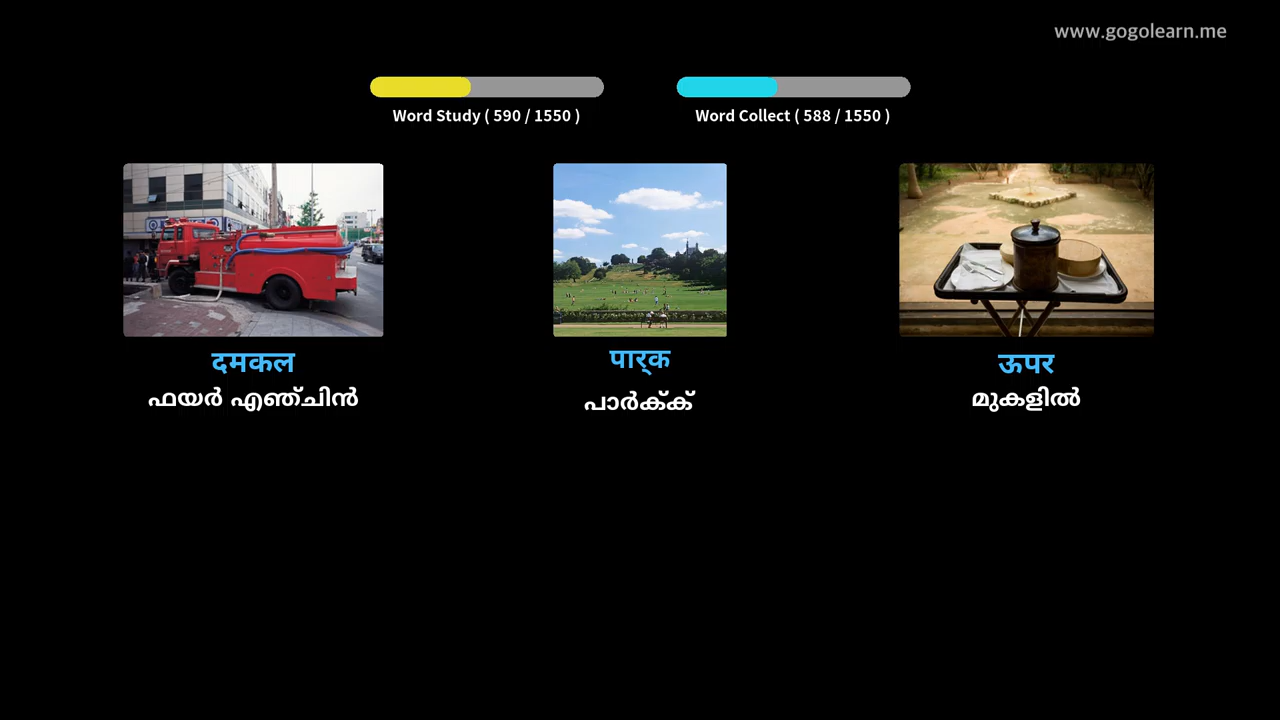 www.gogolearn.me
Word Study ( 590 / 1550 )
Word Collect ( 588 / 1550 )
दमकल
ഫയർ എഞ്ചിൻ
पार्क
പാർക്ക്
ऊपर
മുകളിൽ